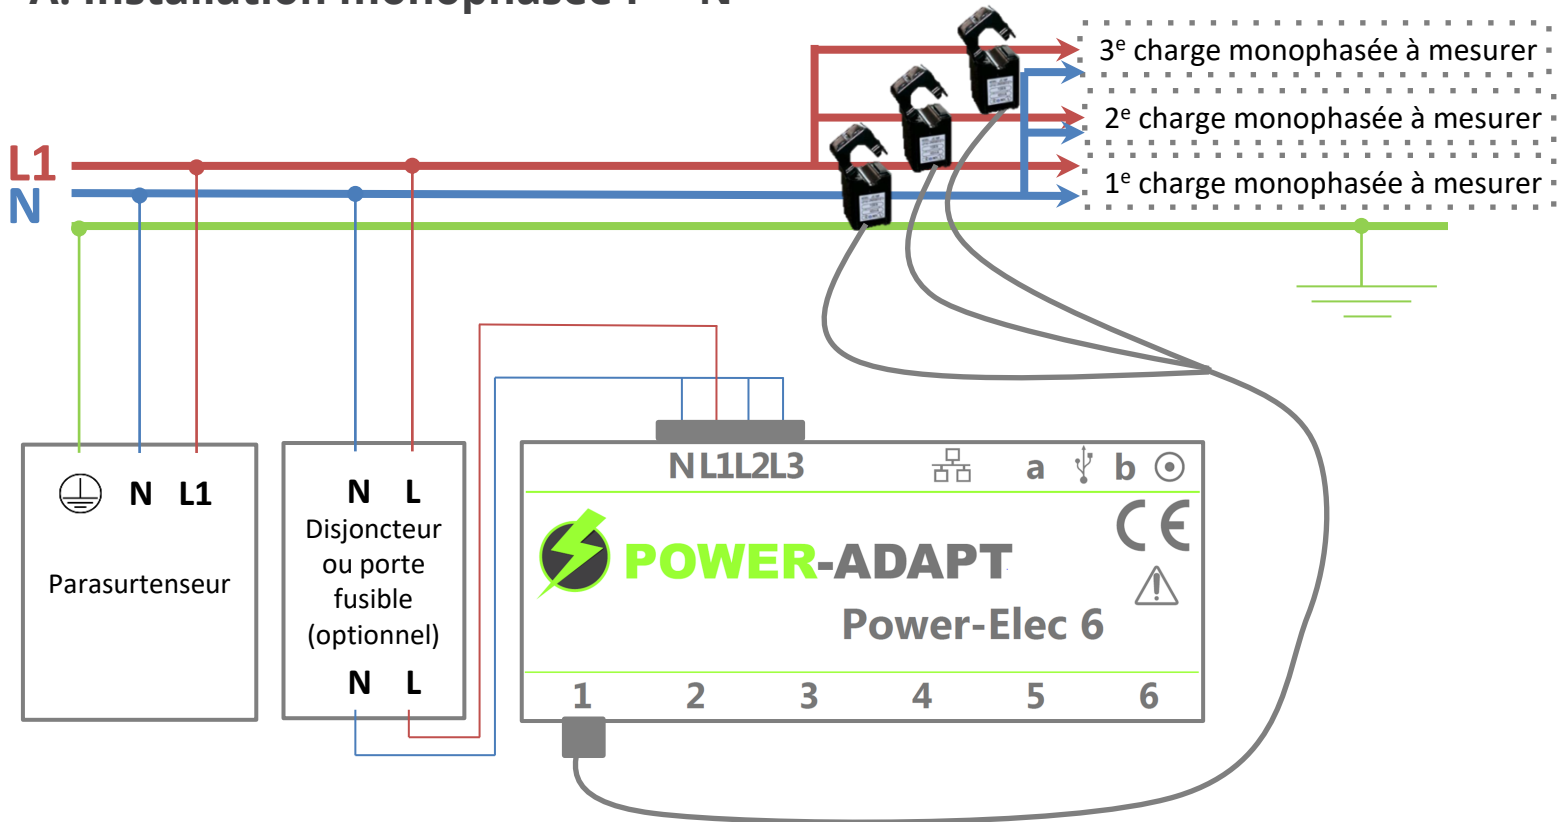 A. Installation monophasée : N
3e charge monophasée à mesurer
2e charge monophasée à mesurer
L1
N
1e charge monophasée à mesurer
N L1
Parasurtenseur
N L
Disjoncteur
ou porte
fusible
(optionnel)
N L
N L1 L2 L3
a b
CE
POWER-ADAPT
Power-Elec 6
1 2 3 4 5 6